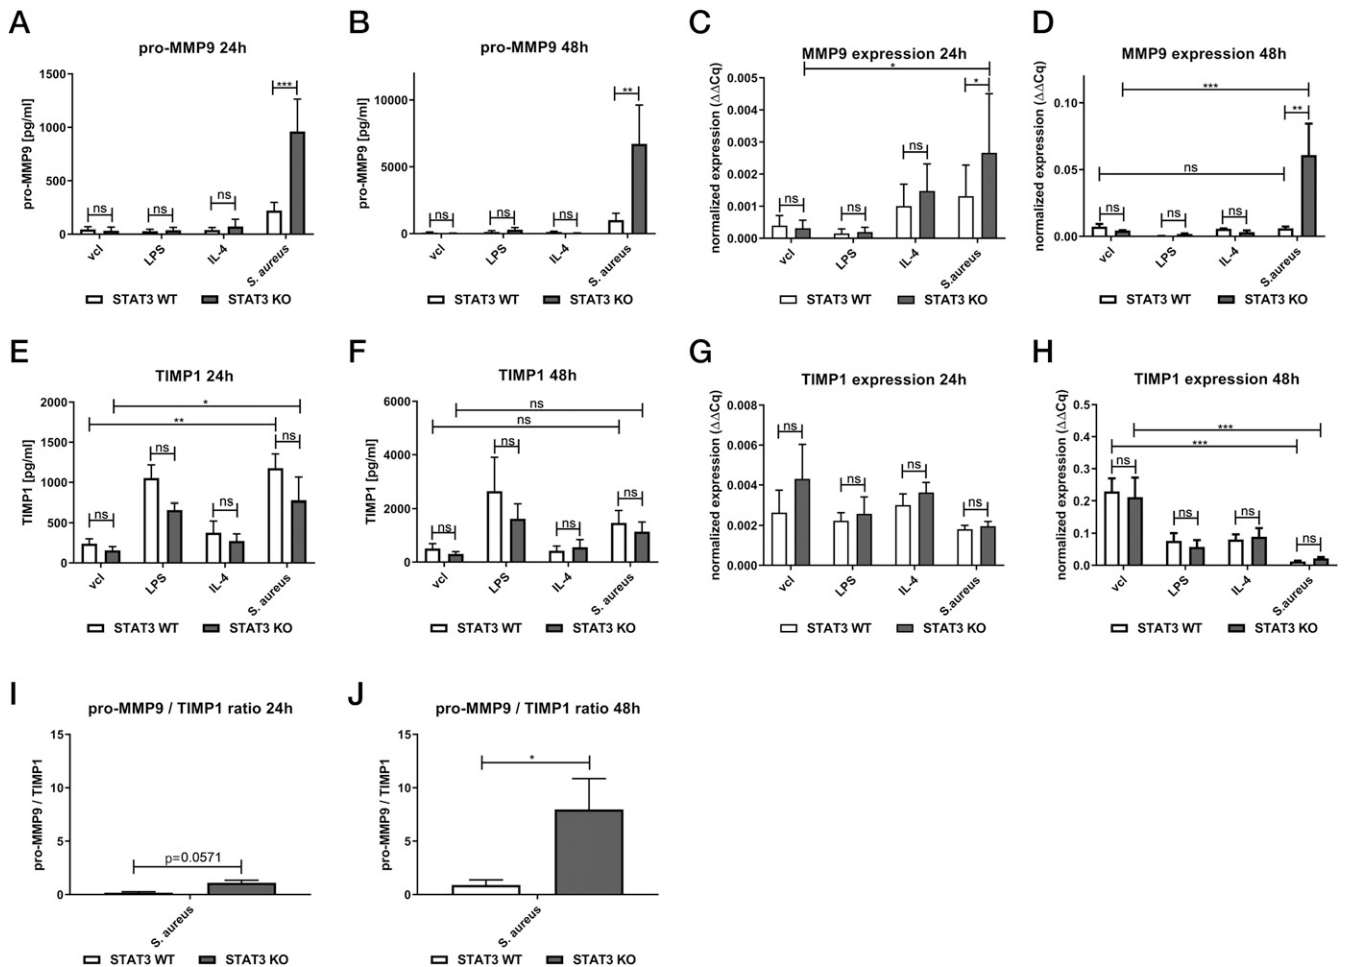 A
pro-MMP9 24h
pro-MMP9 [pg/ml]
1500
1000
500
0
ns
ns
ns
***
vcl
LPS
IL-4
S. aureus
STAT3 WT
STAT3 KO
B
pro-MMP9 48h
pro-MMP9 [pg/ml]
10000
5000
0
ns
ns
ns
**
vcl
LPS
IL-4
S. aureus
STAT3 WT
STAT3 KO
C
MMP9 expression 24h
normalized expression (ΔΔCq)
0.005
0.004
0.003
0.002
0.001
0.000
*
*
ns
ns
ns
vcl
LPS
IL-4
S.aureus
STAT3 WT
STAT3 KO
D
MMP9 expression 48h
normalized expression (ΔΔCq)
0.10
0.05
0.00
***
**
ns
ns
ns
ns
vcl
LPS
IL-4
S.aureus
STAT3 WT
STAT3 KO
E
TIMP1 24h
TIMP1 [pg/ml]
2000
1500
1000
500
0
*
**
ns
ns
ns
ns
vcl
LPS
IL-4
S. aureus
STAT3 WT
STAT3 KO
F
TIMP1 48h
TIMP1 [pg/ml]
6000
4000
2000
0
ns
ns
ns
ns
ns
ns
vcl
LPS
IL-4
S. aureus
STAT3 WT
STAT3 KO
G
TIMP1 expression 24h
normalized expression (ΔΔCq)
0.008
0.006
0.004
0.002
0.000
ns
ns
ns
ns
vcl
LPS
IL-4
S.aureus
STAT3 WT
STAT3 KO
H
TIMP1 expression 48h
normalized expression (ΔΔCq)
0.5
0.4
0.3
0.2
0.1
0.0
***
***
ns
ns
ns
ns
vcl
LPS
IL-4
S.aureus
STAT3 WT
STAT3 KO
I
pro-MMP9 / TIMP1 ratio 24h
pro-MMP9 / TIMP1
15
10
5
0
p=0.0571
S. aureus
STAT3 WT
STAT3 KO
J
pro-MMP9 / TIMP1 ratio 48h
pro-MMP9 / TIMP1
15
10
5
0
*
S. aureus
STAT3 WT
STAT3 KO